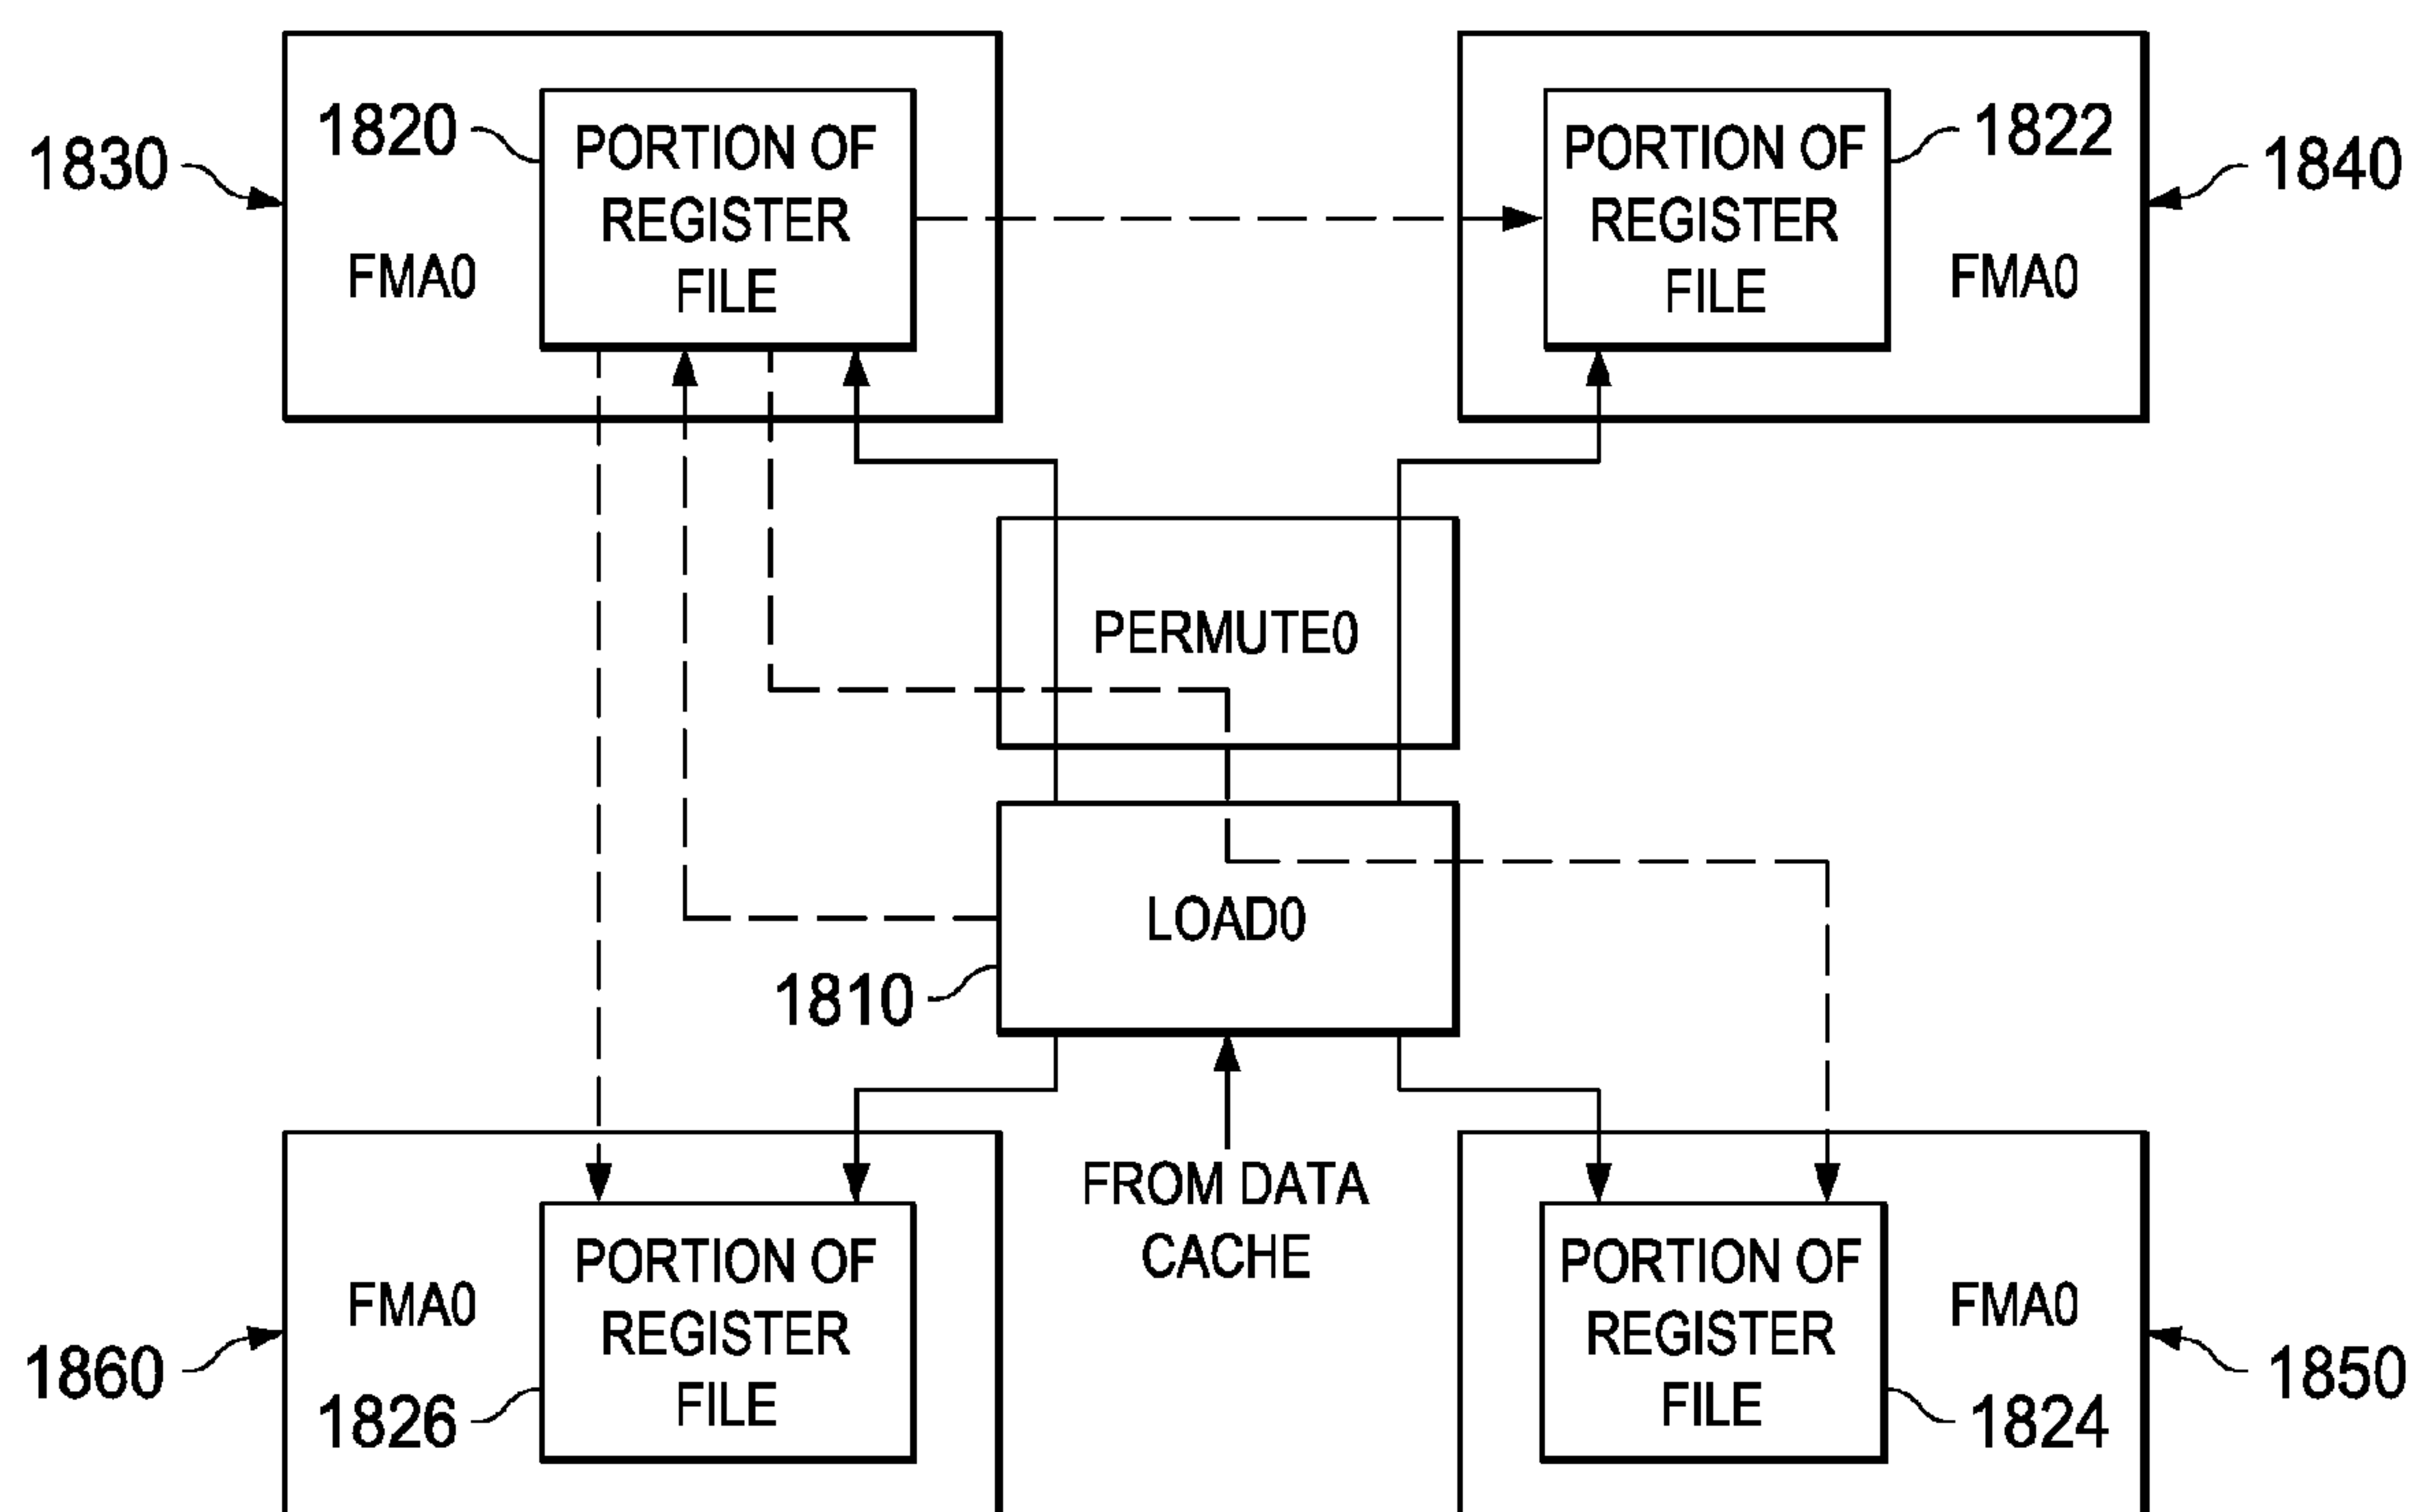 1830
1820
PORTION OF
REGISTER
FILE
FMA0
PORTION OF
REGISTER
FILE
1822
1840
FMA0
PERMUTE0
LOAD0
1810
FROM DATA
CACHE
1860
FMA0
1826
PORTION OF
REGISTER
FILE
PORTION OF
REGISTER
FILE
FMA0
1824
1850